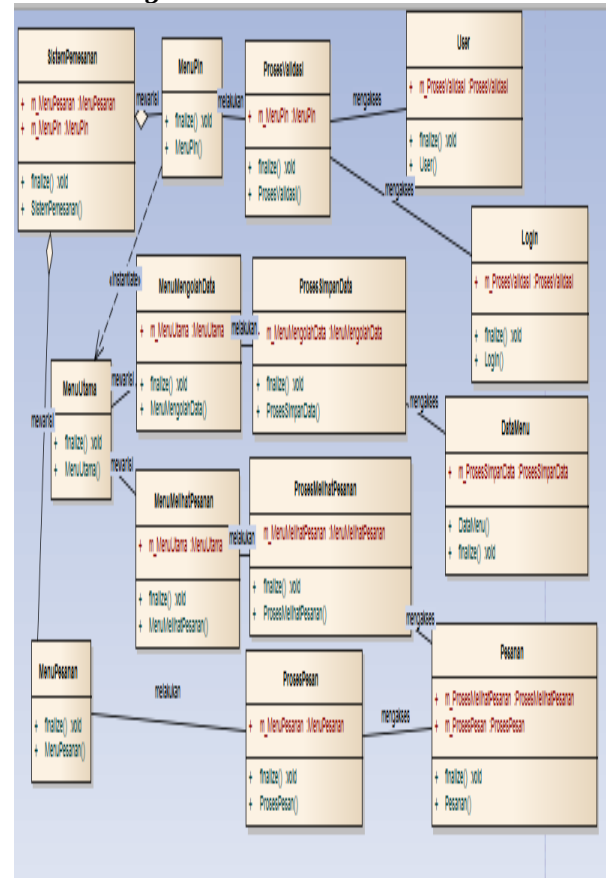 SistemPemesanan
+ m_MenuPesanan :MenuPesanan
+ m_MenuPin :MenuPin
+ finalize() :void
+ SistemPemesanan()
mewarisi
MenuPin
+ finalize() :void
+ MenuPin()
melakukan
ProsesValidasi
+ m_MenuPin :MenuPin
+ finalize() :void
+ ProsesValidasi()
mengakses
User
+ m_ProsesValidasi :ProsesValidasi
+ finalize() :void
+ User()
mengakses
Login
+ m_ProsesValidasi :ProsesValidasi
+ finalize() :void
+ Login()
«instantiate»
MenuMengolahData
+ m_MenuUtama :MenuUtama
+ finalize() :void
+ MenuMengolahData()
melakukan
ProsesSimpanData
+ m_MenuMengolahData :MenuMengolahData
+ finalize() :void
+ ProsesSimpanData()
mengakses
DataMenu
+ m_ProsesSimpanData :ProsesSimpanData
+ DataMenu()
+ finalize() :void
MenuUtama
+ finalize() :void
+ MenuUtama()
mewarisi
mewarisi
mewarisi
MenuMelihatPesanan
+ m_MenuUtama :MenuUtama
+ finalize() :void
+ MenuMelihatPesanan()
melakukan
ProsesMelihatPesanan
+ m_MenuMelihatPesanan :MenuMelihatPesanan
+ finalize() :void
+ ProsesMelihatPesanan()
mengakses
MenuPesanan
+ finalize() :void
+ MenuPesanan()
melakukan
ProsesPesan
+ m_MenuPesanan :MenuPesanan
+ finalize() :void
+ ProsesPesan()
mengakses
Pesanan
+ m_ProsesMelihatPesanan :ProsesMelihatPesanan
+ m_ProsesPesan :ProsesPesan
+ finalize() :void
+ Pesanan()